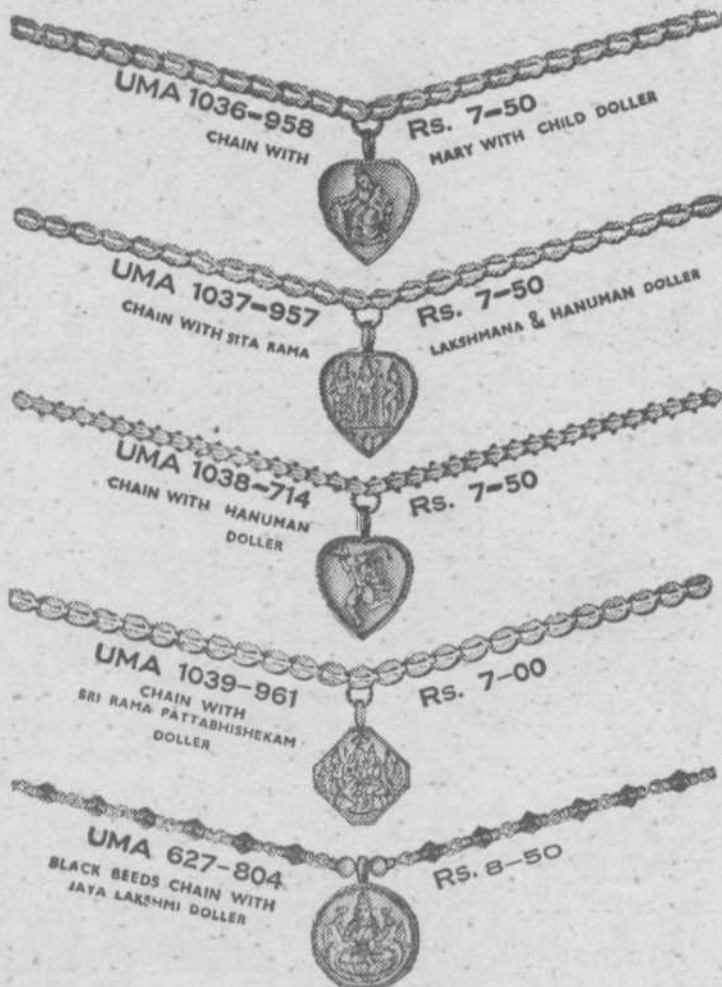 UMA 1036-958 Rs. 7-50
CHAIN WITH MARY WITH CHILD DOLLER
UMA 1037-957 Rs. 7-50
CHAIN WITH SITA RAMA LAKSHMANA & HANUMAN DOLLER
UMA 1038-714 Rs. 7-50
CHAIN WITH HANUMAN
DOLLER
UMA 1039-961 Rs. 7-00
CHAIN WITH
SRI RAMA PATTABHISHEKAM
DOLLER
UMA 627-804 Rs. 8-50
BLACK BEEDS CHAIN WITH
JAYA LAKSHMI DOLLER